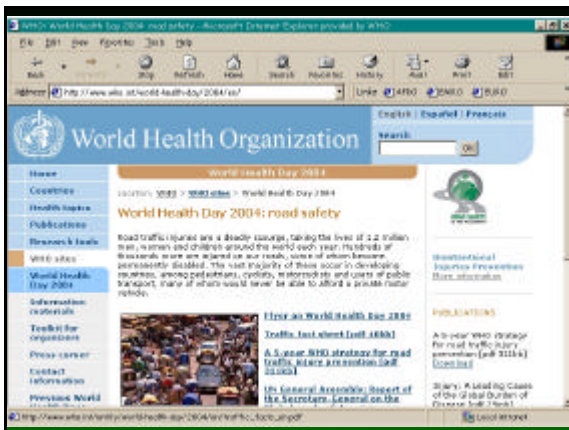 WHO: World Health Day 2004: road safety - Microsoft Internet Explorer provided by WHO
File Edit View Favorites Tools Help
Back Stop Refresh Home Search Favorites History Mail Print Edit
Address http://www.who.int/world-health-day/2004/en/
Links AFRO EMRO EURO
English | Español | Français
World Health Organization
Search
OK
Home
Countries
Health topics
Publications
Research tools
WHO sites
World Health
Day 2004
Information
materials
Toolkit for
organizers
Press corner
Contact
information
Previous World
World Health Day 2004
Location: WHO > WHO sites > World Health Day 2004
World Health Day 2004: road safety
Road traffic injuries are a deadly scourge, taking the lives of 1.2 million
men, women and children around the world each year. Hundreds of
thousands more are injured on our roads, some of whom become
permanently disabled. The vast majority of these occur in developing
countries, among pedestrians, cyclists, motorcyclists and users of public
transport, many of whom would never be able to afford a private motor
vehicle.
Flyer on World Health Day 2004
Traffic fact sheet [pdf 48kb]
A 5-year WHO strategy for road
traffic injury prevention [pdf
311kb]
UN General Assembly: Report of
the Secretary-General on the
Unintentional
Injuries Prevention
More information
PUBLICATIONS
A 5-year WHO strategy
for road traffic injury
prevention [pdf 311kb]
Download
Injury: A Leading Cause
of the Global Burden of
Local intranet